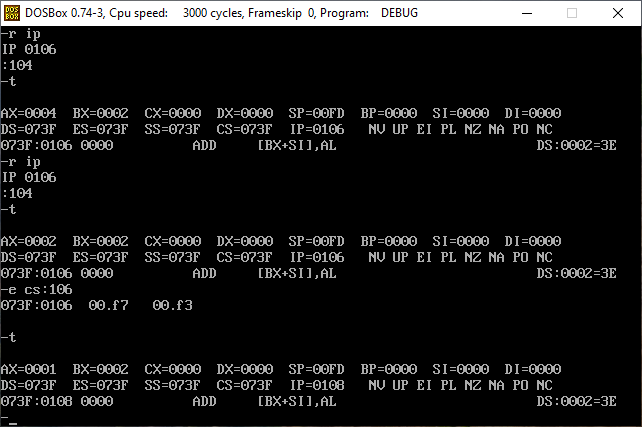 DOSBox 0.74-3, Cpu speed:    3000 cycles, Frameskip  0, Program:    DEBUG
-r ip
IP 0106
:104
-t

AX=0004  BX=0002  CX=0000  DX=0000  SP=00FD  BP=0000  SI=0000  DI=0000
DS=073F  ES=073F  SS=073F  CS=073F  IP=0106   NV UP EI PL NZ NA PO NC
073F:0106 0000          ADD     [BX+SI],AL                         DS:0002=3E
-r ip
IP 0106
:104
-t

AX=0002  BX=0002  CX=0000  DX=0000  SP=00FD  BP=0000  SI=0000  DI=0000
DS=073F  ES=073F  SS=073F  CS=073F  IP=0106   NV UP EI PL NZ NA PO NC
073F:0106 0000          ADD     [BX+SI],AL                         DS:0002=3E
-e cs:106
073F:0106  00.f7   00.f3

-t

AX=0001  BX=0002  CX=0000  DX=0000  SP=00FD  BP=0000  SI=0000  DI=0000
DS=073F  ES=073F  SS=073F  CS=073F  IP=0108   NV UP EI PL NZ NA PO NC
073F:0108 0000          ADD     [BX+SI],AL                         DS:0002=3E
-_